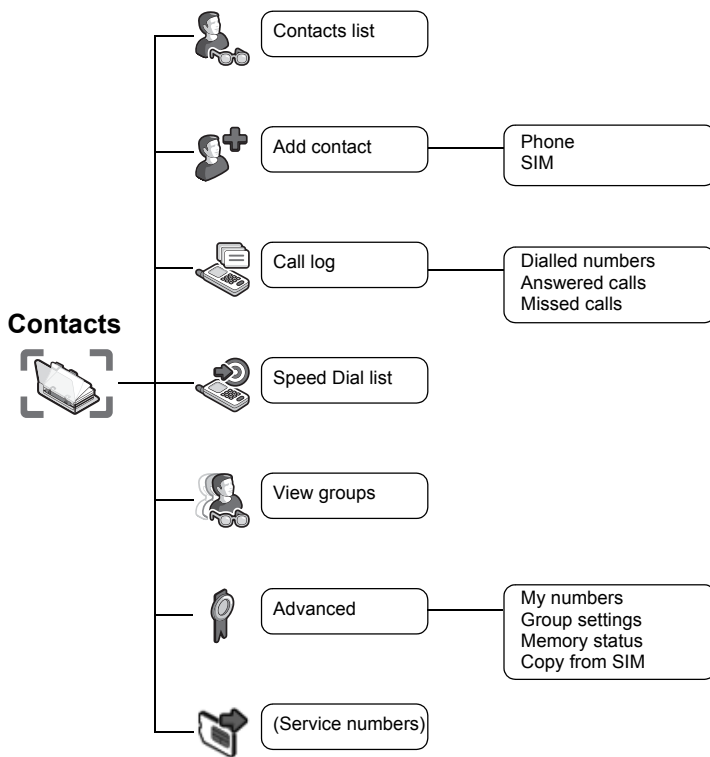 Contacts list
Add contact
Phone
SIM
Call log
Dialled numbers
Answered calls
Missed calls
Contacts
Speed Dial list
View groups
Advanced
My numbers
Group settings
Memory status
Copy from SIM
(Service numbers)